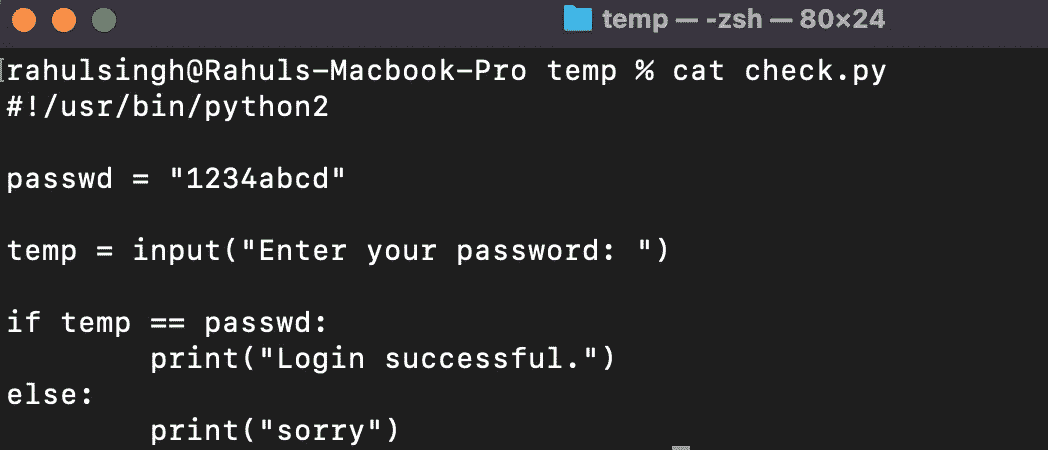 temp — -zsh — 80×24
rahulsingh@Rahuls-Macbook-Pro temp % cat check.py
#!/usr/bin/python2
passwd = "1234abcd"
temp = input("Enter your password: ")
if temp == passwd:
        print("Login successful.")
else:
        print("sorry")